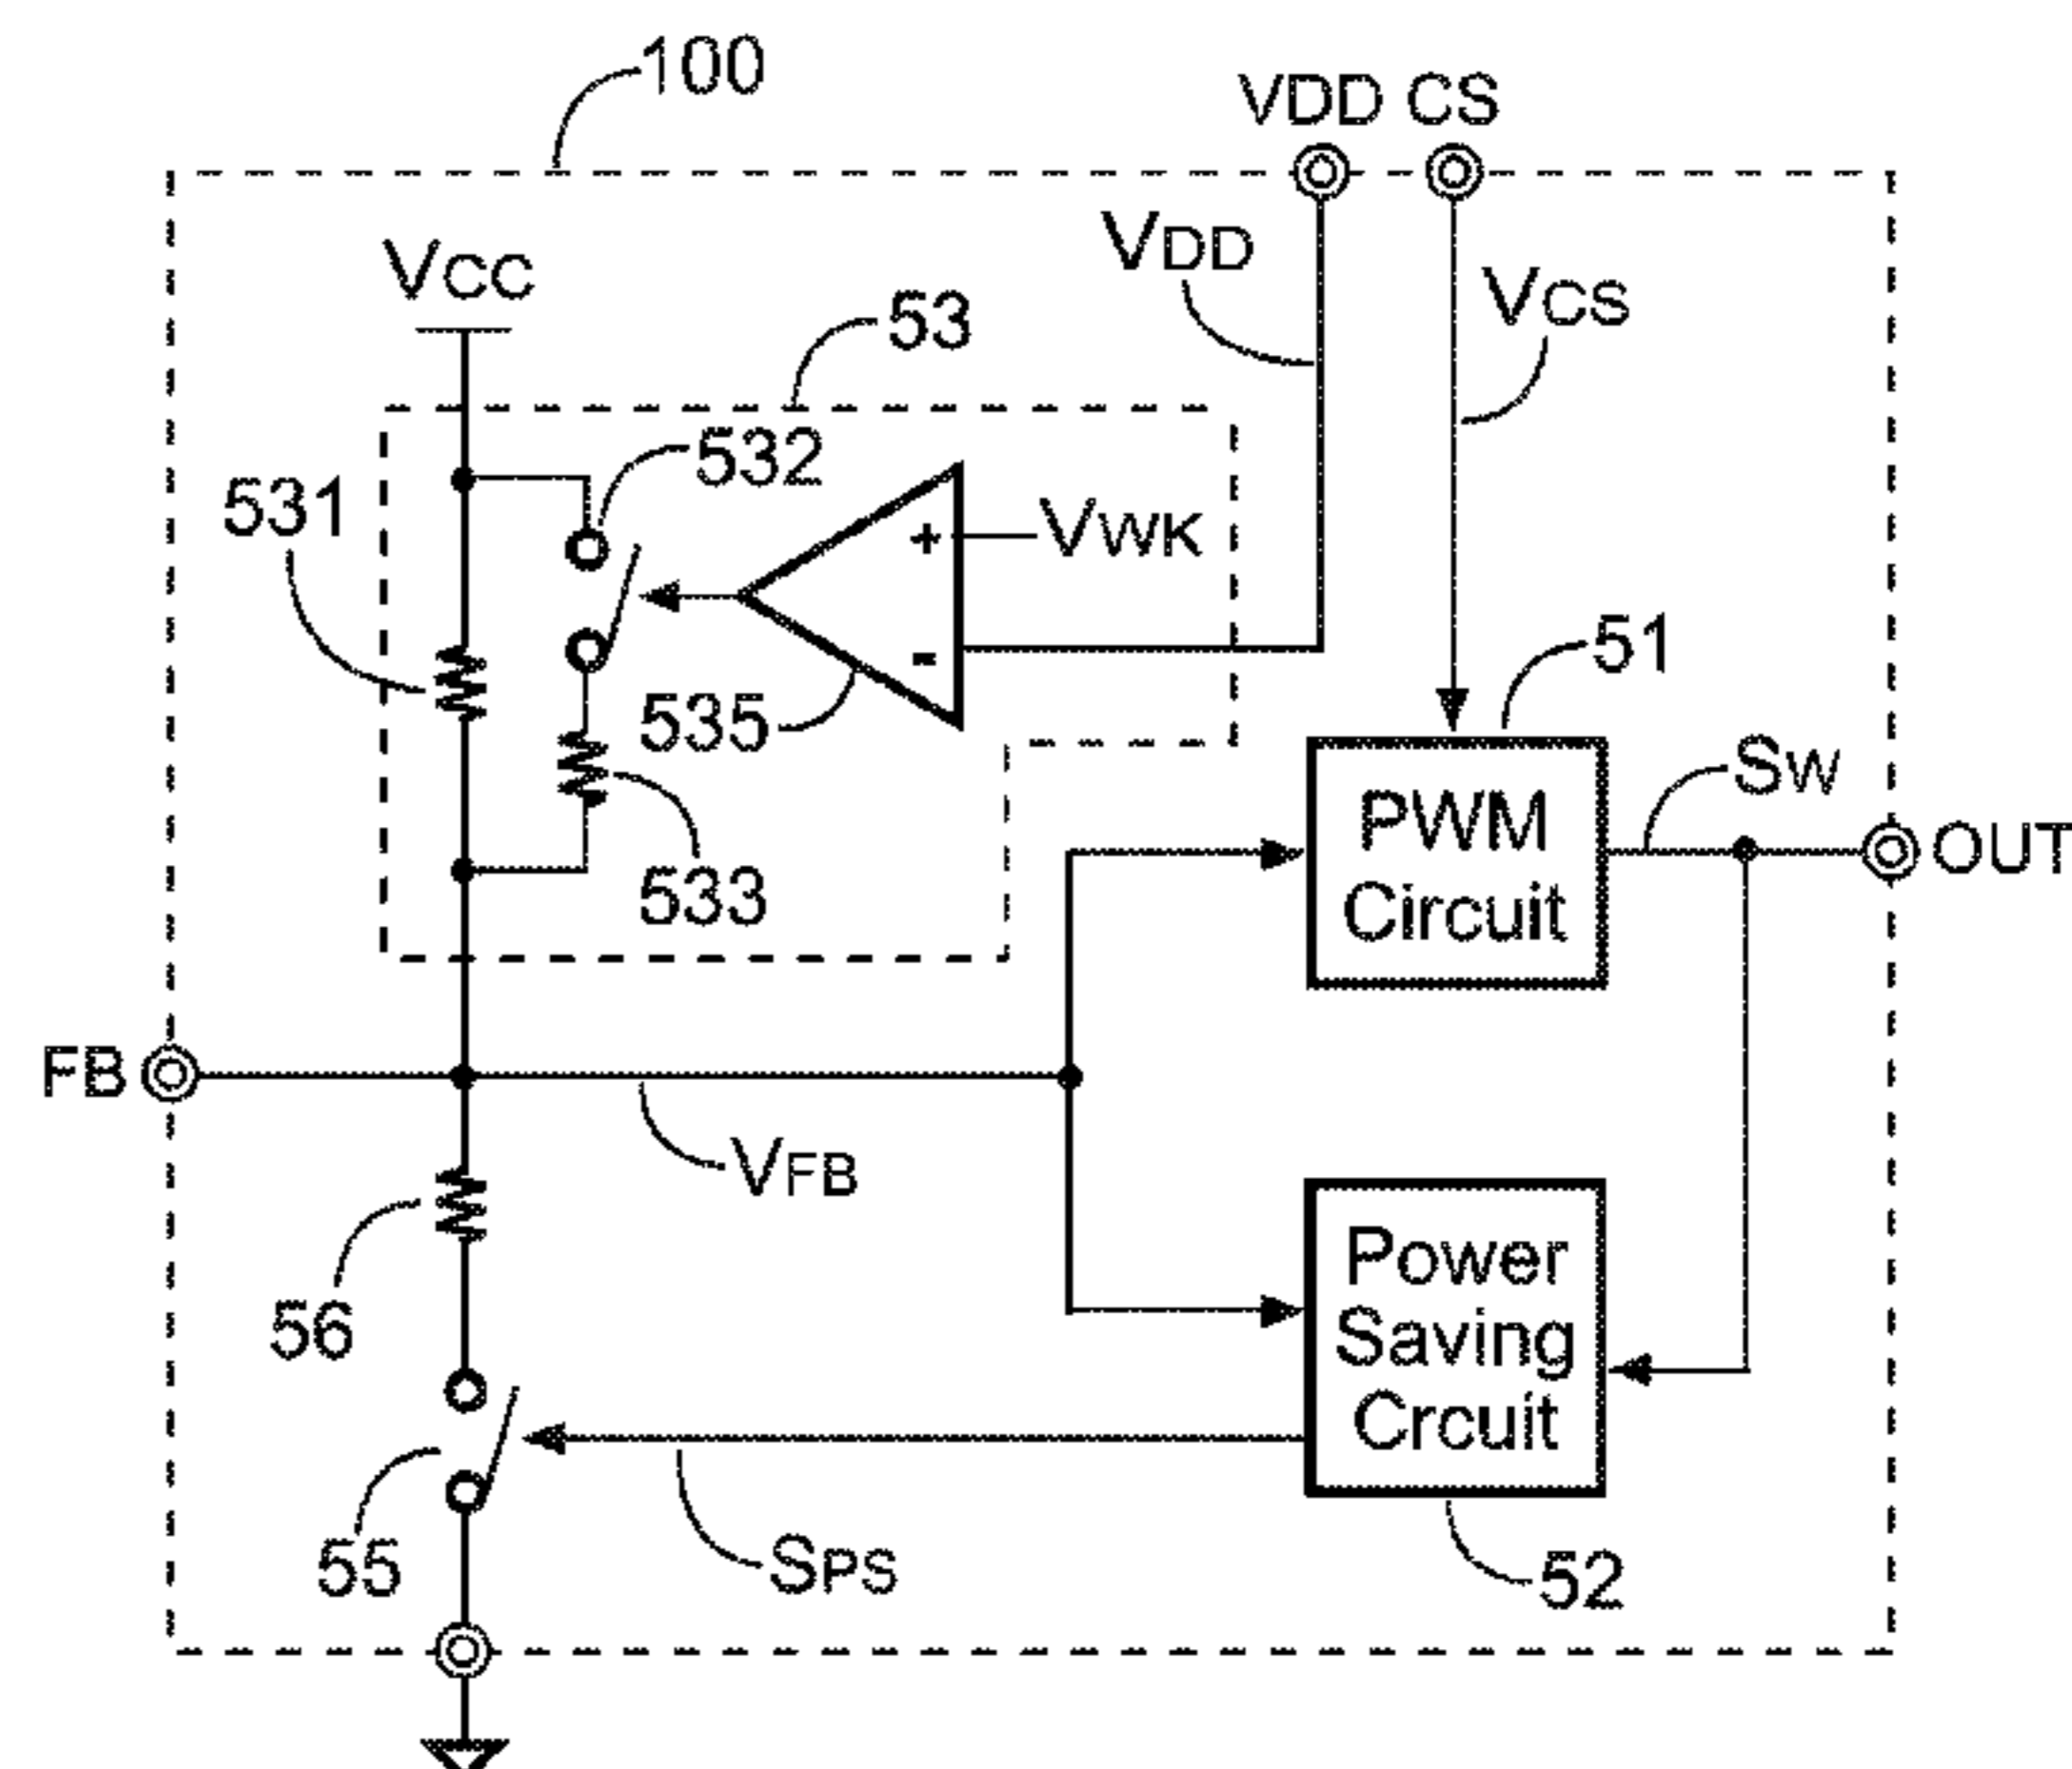 100
VDD CS
VDD
VCC
VCS
53
532
531
+
VWK
-
51
535
SW
PWM
Circuit
OUT
533
FB
VFB
Power
Saving
Crcuit
56
55
SPS
52